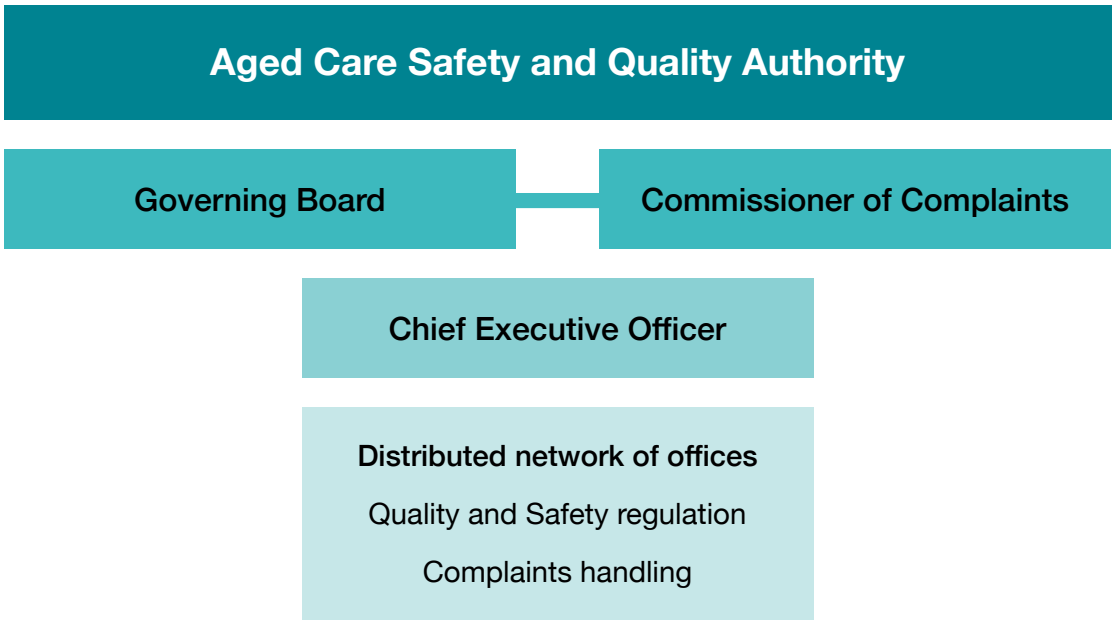 Aged Care Safety and Quality Authority
Governing Board
Commissioner of Complaints
Chief Executive Officer
Distributed network of offices
Quality and Safety regulation
Complaints handling